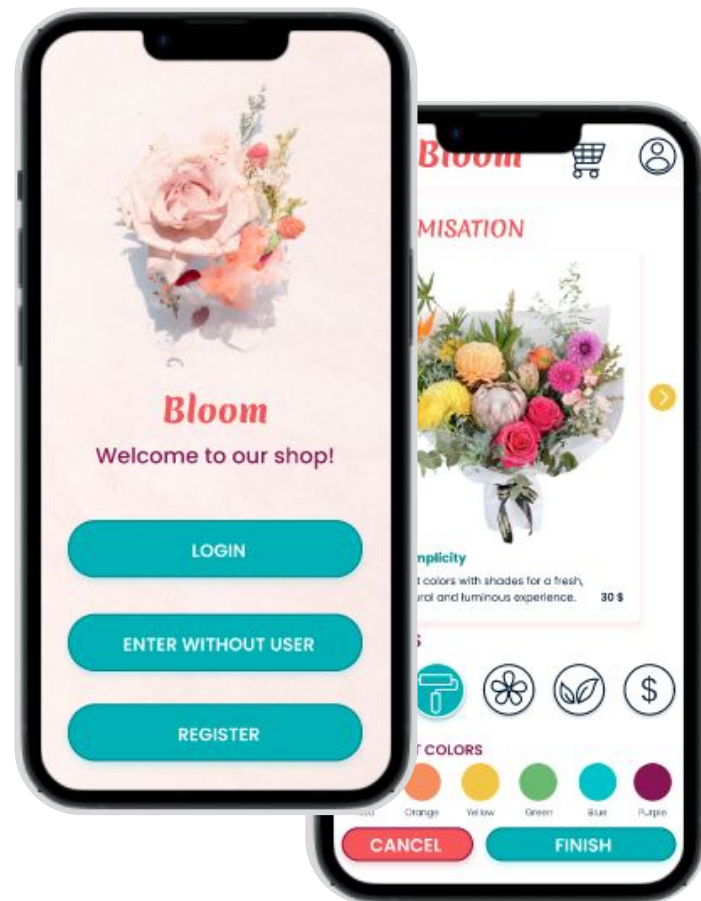 Bloom
Welcome to our shop!
LOGIN
ENTER WITHOUT USER
REGISTER
Bloom
MISATION
mplicity
t colors with shades for a fresh,
ral and luminous experience. 30 $
S
$
T COLORS
Orange Yellow Green Blue Purple
CANCEL FINISH